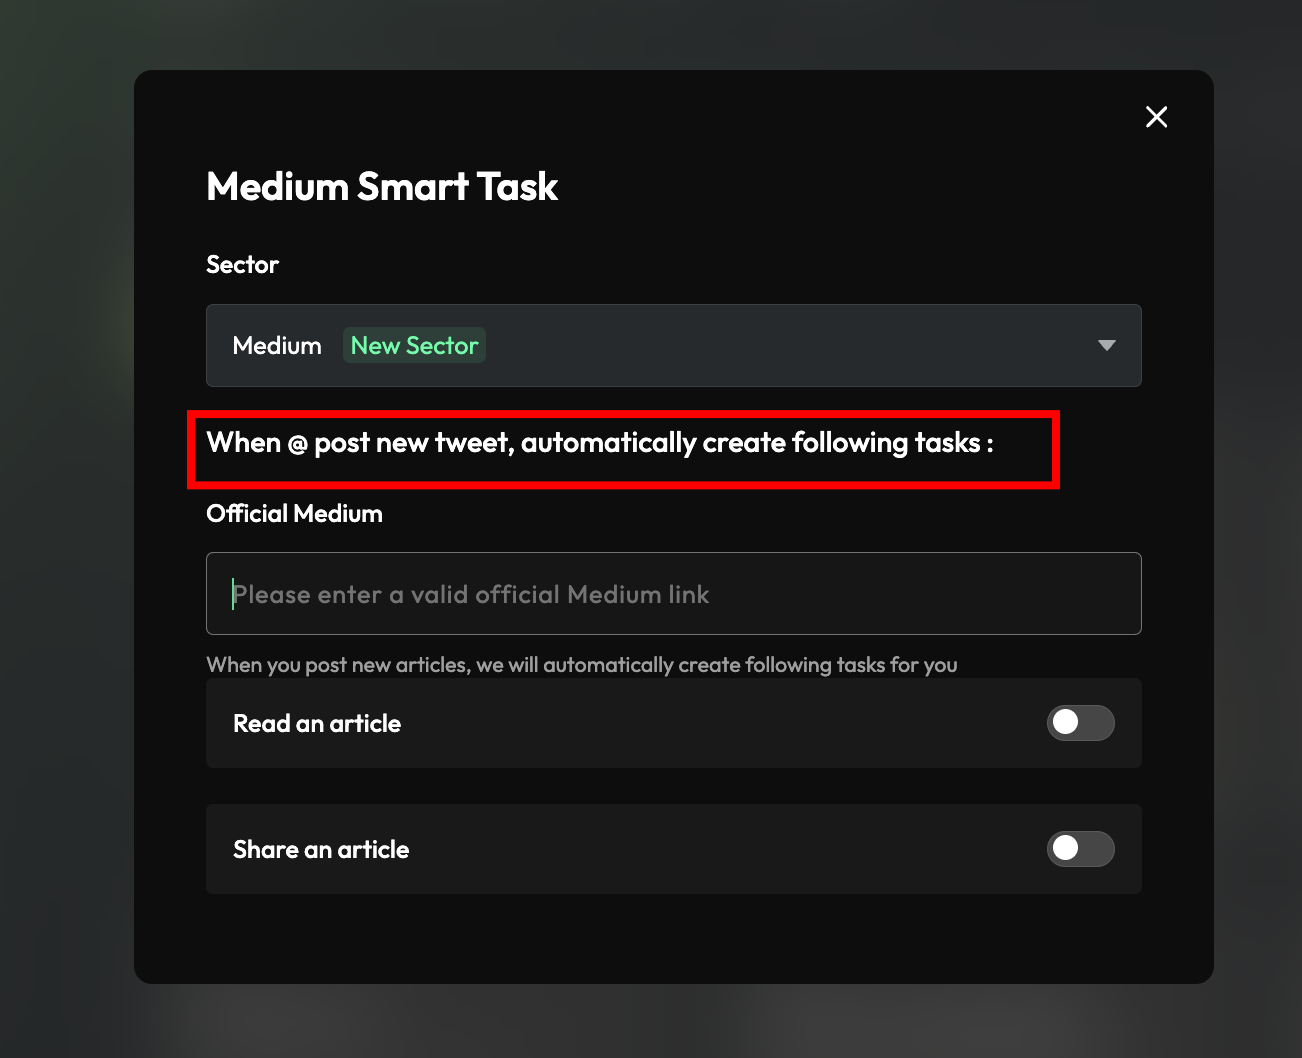 Medium Smart Task
Sector
Medium New Sector
When @ post new tweet, automatically create following tasks :
Official Medium
Please enter a valid official Medium link
When you post new articles, we will automatically create following tasks for you
Read an article
Share an article